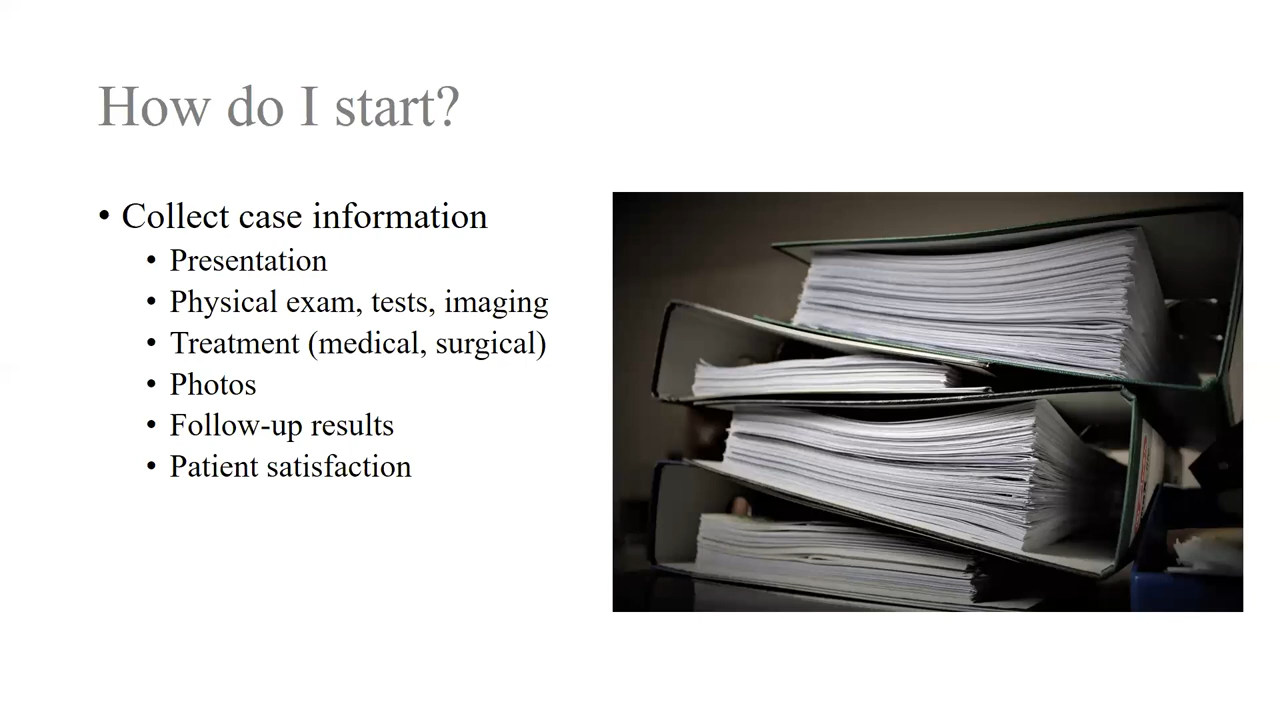 How do I start?
• Collect case information
• Presentation
• Physical exam, tests, imaging
• Treatment (medical, surgical)
• Photos
• Follow-up results
• Patient satisfaction